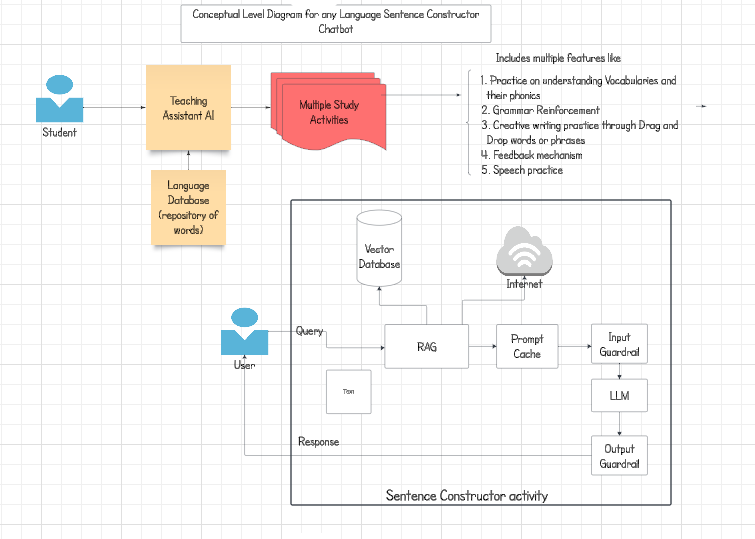 Conceptual Level Diagram for any Language Sentence Constructor
Chatbot
Includes multiple features like
1. Practice on understanding Vocabularies and
their phonics
2. Grammar Reinforcement
3. Creative writing practice through Drag and
Drop words or phrases
4. Feedback mechanism
5. Speech practice
Student
Teaching
Assistant AI
Multiple Study
Activities
Language
Database
(repository of
words)
Vector
Database
Internet
User
Query
RAG
Prompt
Cache
Input
Guardrail
Text
LLM
Response
Output
Guardrail
Sentence Constructor activity